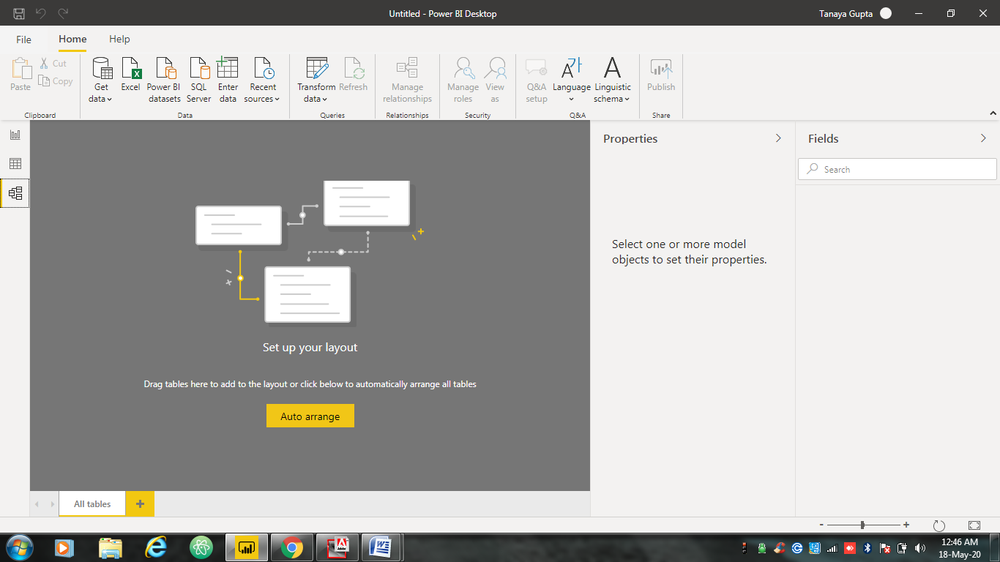 Untitled - Power BI Desktop
Tanaya Gupta
File Home Help
Paste
Cut
Copy
Clipboard
Get data
Excel
Power BI datasets
SQL Server
Enter data
Recent sources
Data
Transform data
Refresh
Queries
Manage relationships
Relationships
Manage roles
View as
Security
Q&A setup
Language
Linguistic schema
Q&A
Publish
Share
Set up your layout
Drag tables here to add to the layout or click below to automatically arrange all tables
Auto arrange
Properties
Select one or more model
objects to set their properties.
Fields
Search
All tables
12:46 AM
18-May-20